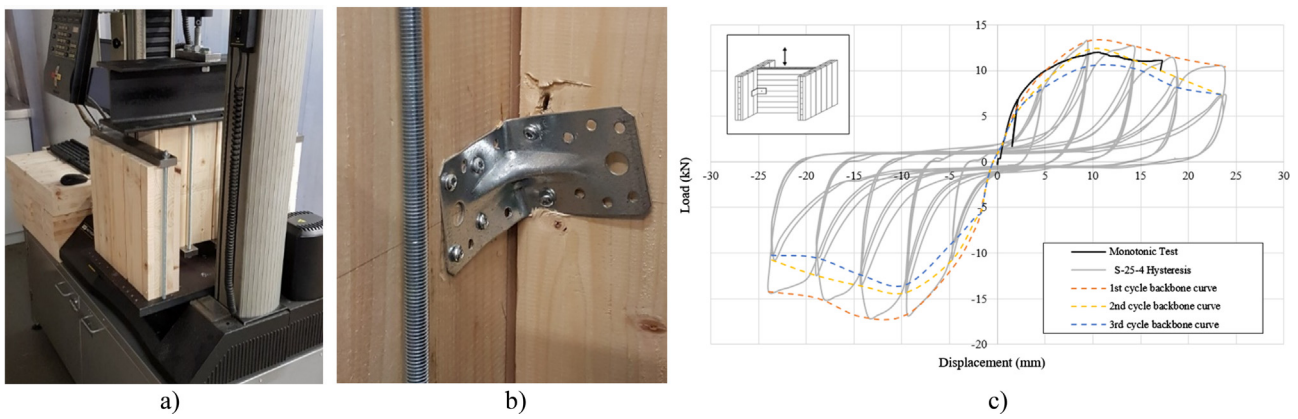 15
10
5
0
-30 -25 -20 -15 -10 -5 0 5 10 15 20 25 30
-5
-10
-15
-20
Load (kN)
Displacement (mm)
Monotonic Test
S-25-4 Hysteresis
1st cycle backbone curve
2nd cycle backbone curve
3rd cycle backbone curve
a)
b)
c)